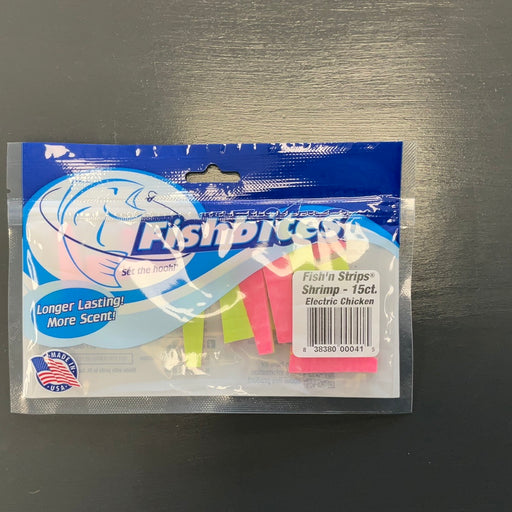 Fishbites®
Set the hook!
Longer Lasting!
More Scent!
MADE IN
U.S.A.
Fish'n Strips®
Shrimp - 15ct.
Electric Chicken
8 38380 00041 5